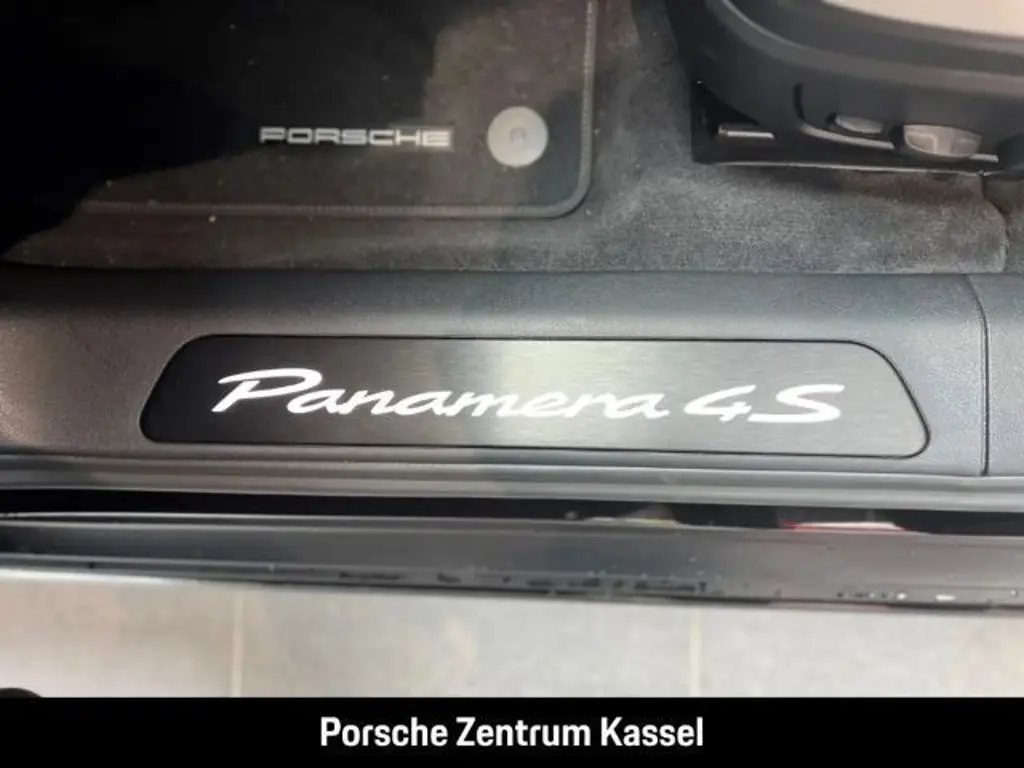 PORSCHE
Panamera 4S
Porsche Zentrum Kassel